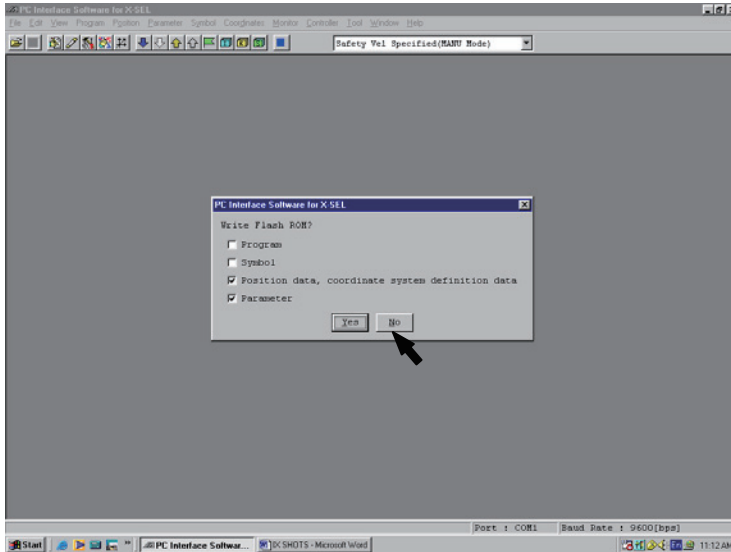 PC Interface Software for X-SEL
File Edit View Program Position Parameter Symbol Coordinates Monitor Controller Tool Window Help
Safety Vel Specified(MANU Mode)
PC Interface Software for X-SEL
Write Flash ROM?
Program
Symbol
Position data, coordinate system definition data
Parameter
Yes No
Port : COM1 Baud Rate : 9600[bps]
Start PC Interface Softwar... IX SHOTS - Microsoft Word 11:12 AM